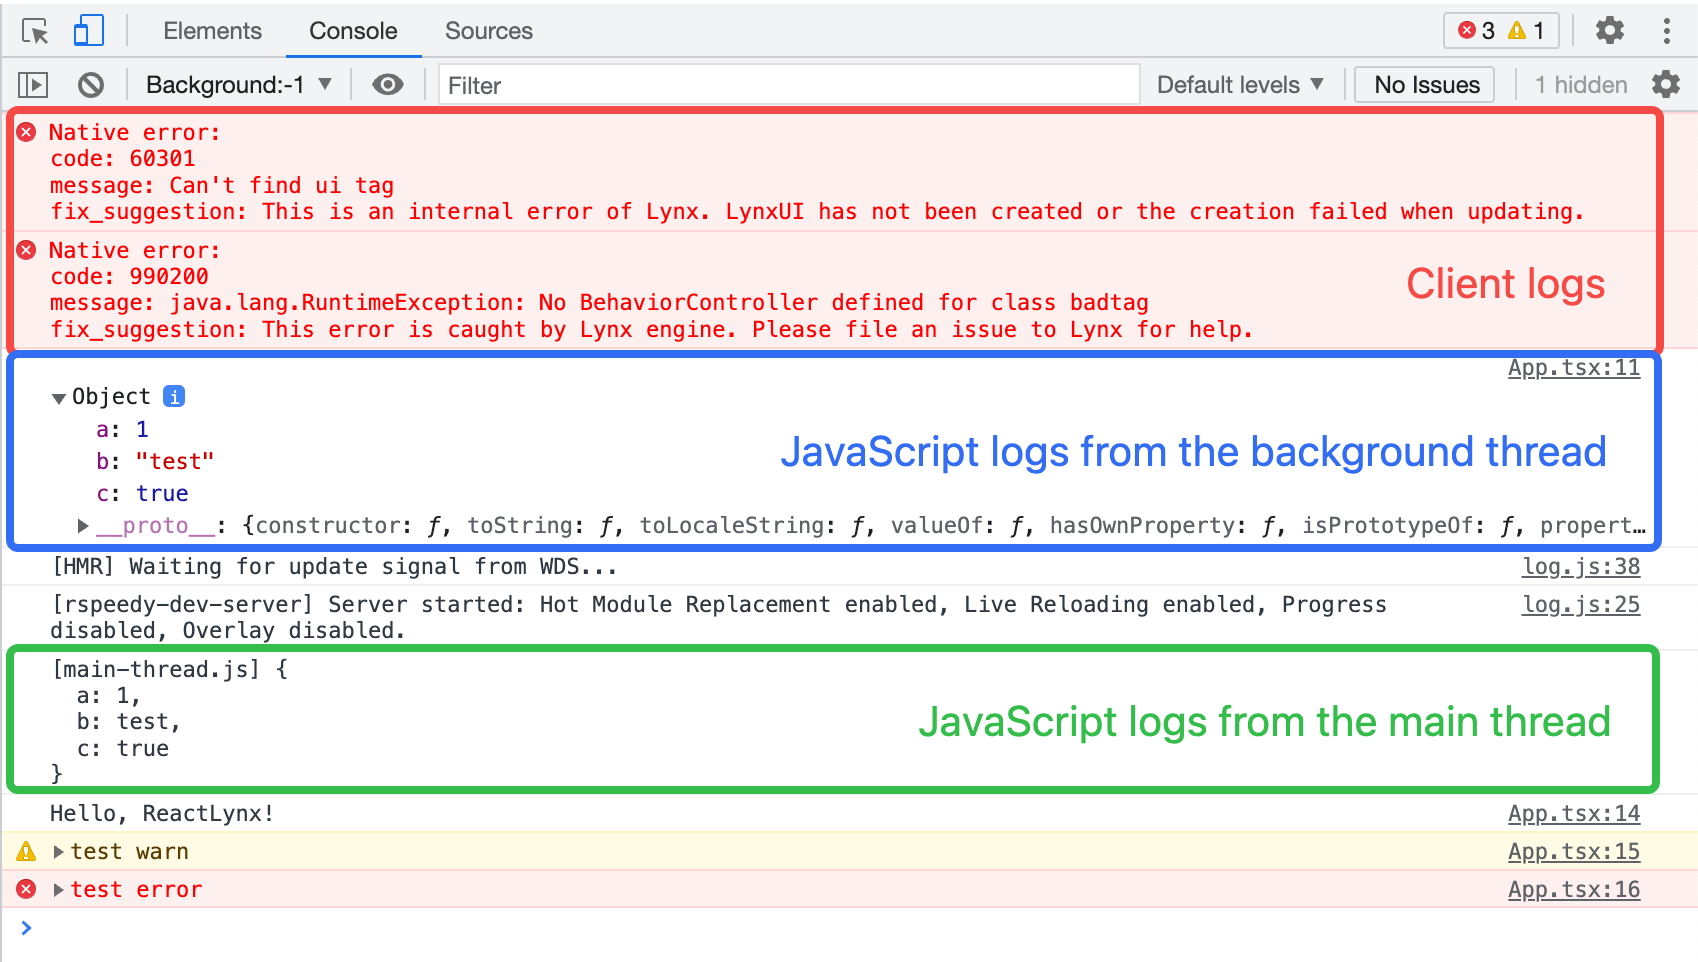 Elements Console Sources 3 1
Background:-1 ▼ Filter Default levels ▼ No Issues 1 hidden
Native error:
code: 60301
message: Can't find ui tag
fix_suggestion: This is an internal error of Lynx. LynxUI has not been created or the creation failed when updating.
Native error:
code: 990200
message: java.lang.RuntimeException: No BehaviorController defined for class badtag
fix_suggestion: This error is caught by Lynx engine. Please file an issue to Lynx for help.
Client logs
App.tsx:11
Object i
a: 1
b: "test"
c: true
__proto__: {constructor: ƒ, toString: ƒ, toLocaleString: ƒ, valueOf: ƒ, hasOwnProperty: ƒ, isPrototypeOf: ƒ, propert…
JavaScript logs from the background thread
[HMR] Waiting for update signal from WDS... log.js:38
[rspeedy-dev-server] Server started: Hot Module Replacement enabled, Live Reloading enabled, Progress log.js:25
disabled, Overlay disabled.
[main-thread.js] {
a: 1,
b: test,
c: true
}
JavaScript logs from the main thread
Hello, ReactLynx! App.tsx:14
test warn App.tsx:15
test error App.tsx:16